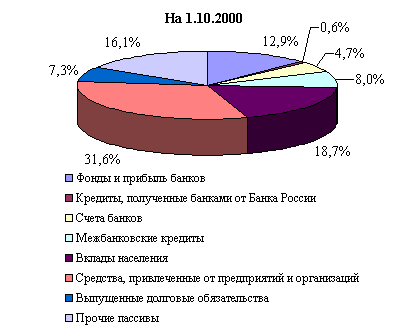 На 1.10.2000
16,1%
12,9%
0,6%
4,7%
7,3%
8,0%
31,6%
18,7%
Фонды и прибыль банков
Кредиты, полученные банками от Банка России
Счета банков
Межбанковские кредиты
Вклады населения
Средства, привлеченные от предприятий и организаций
Выпущенные долговые обязательства
Прочие пассивы